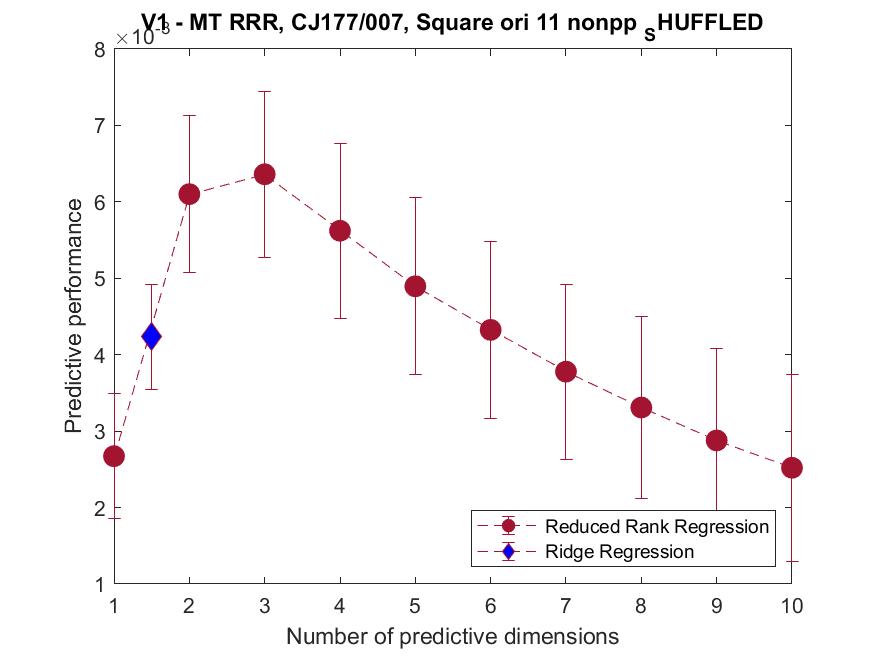 V1 - MT RRR, CJ177/007, Square ori 11 nonpp SHUFFLED
×10-3
8
7
6
5
4
3
2
1
Predictive performance
Reduced Rank Regression
Ridge Regression
1 2 3 4 5 6 7 8 9 10
Number of predictive dimensions